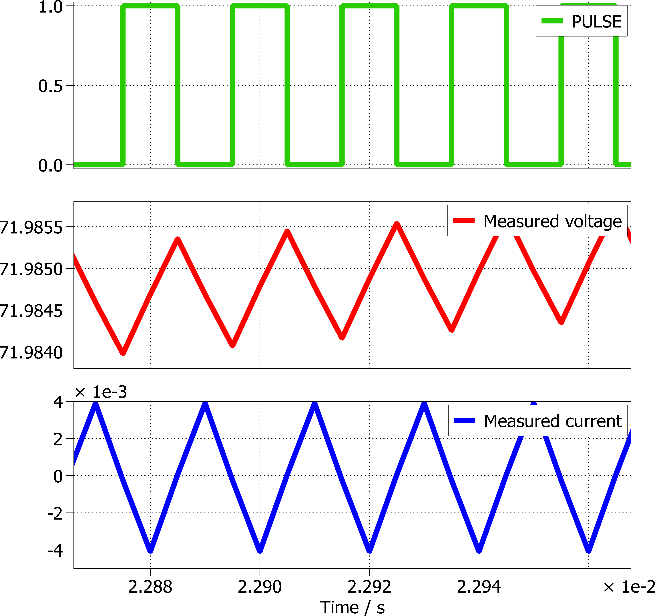 1.0
PULSE
0.5
0.0
71.9855
Measured voltage
71.9850
71.9845
71.9840
× 1e-3
4
Measured current
2
0
-2
-4
2.288 2.290 2.292 2.294 × 1e-2
Time / s